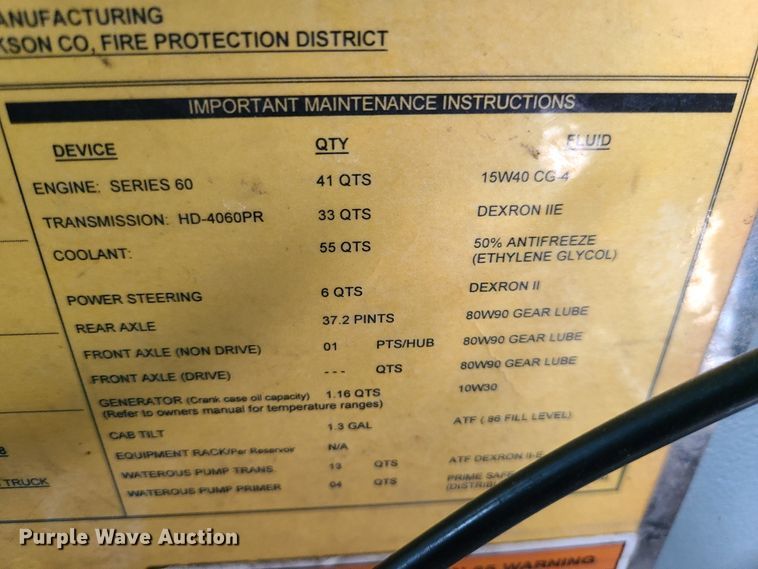 ANUFACTURING
KSON CO, FIRE PROTECTION DISTRICT
IMPORTANT MAINTENANCE INSTRUCTIONS
DEVICE QTY FLUID
ENGINE: SERIES 60 41 QTS 15W40 CG-4
TRANSMISSION: HD-4060PR 33 QTS DEXRON IIE
COOLANT: 55 QTS 50% ANTIFREEZE
(ETHYLENE GLYCOL)
POWER STEERING 6 QTS DEXRON II
REAR AXLE 37.2 PINTS 80W90 GEAR LUBE
FRONT AXLE (NON DRIVE) 01 PTS/HUB 80W90 GEAR LUBE
FRONT AXLE (DRIVE) --- QTS 80W90 GEAR LUBE
GENERATOR (Crank case oil capacity) 1.16 QTS 10W30
(Refer to owners manual for temperature ranges)
CAB TILT 1.3 GAL ATF (.86 FILL LEVEL)
EQUIPMENT RACK/Per Reservoir N/A
WATEROUS PUMP TRANS. 13 QTS ATF DEXRON II-E
WATEROUS PUMP PRIMER 04 QTS PRIME SAFE
(DISTRIB
8
TRUCK
WARNING
Purple Wave Auction